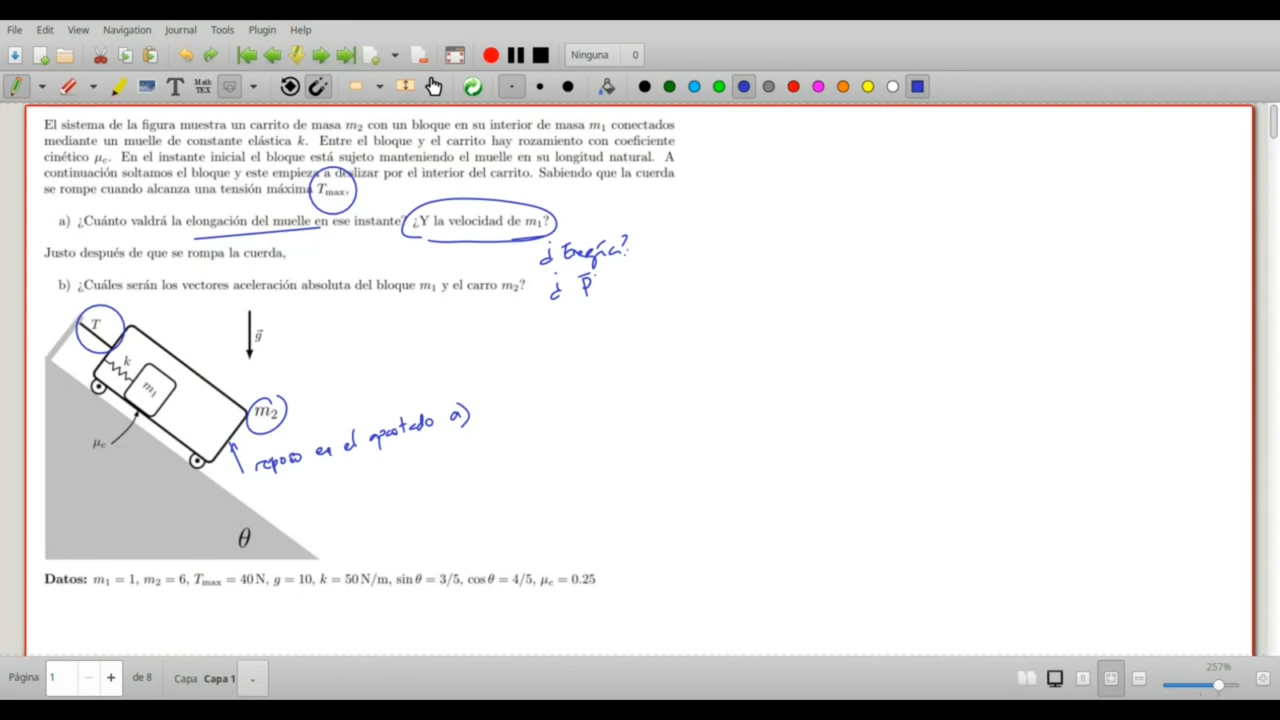 File Edit View Navigation Journal Tools Plugin Help
Ninguna 0
T Math TEX
El sistema de la figura muestra un carrito de masa m₂ con un bloque en su interior de masa m₁ conectados
mediante un muelle de constante elástica k. Entre el bloque y el carrito hay rozamiento con coeficiente
cinético μc. En el instante inicial el bloque está sujeto manteniendo el muelle en su longitud natural. A
continuación soltamos el bloque y este empieza a deslizar por el interior del carrito. Sabiendo que la cuerda
se rompe cuando alcanza una tensión máxima Tmax,
a) ¿Cuánto valdrá la elongación del muelle en ese instante? ¿Y la velocidad de m₁?
¿Energía?
Justo después de que se rompa la cuerda,
b) ¿Cuáles serán los vectores aceleración absoluta del bloque m₁ y el carro m₂?
¿ p⃗
T
g⃗
k
m₁
m₂
reposo en el apartado a)
μc
θ
Datos: m₁ = 1, m₂ = 6, Tmax = 40 N, g = 10, k = 50 N/m, sin θ = 3/5, cos θ = 4/5, μc = 0.25
Página 1 de 8 Capa Capa 1
257%